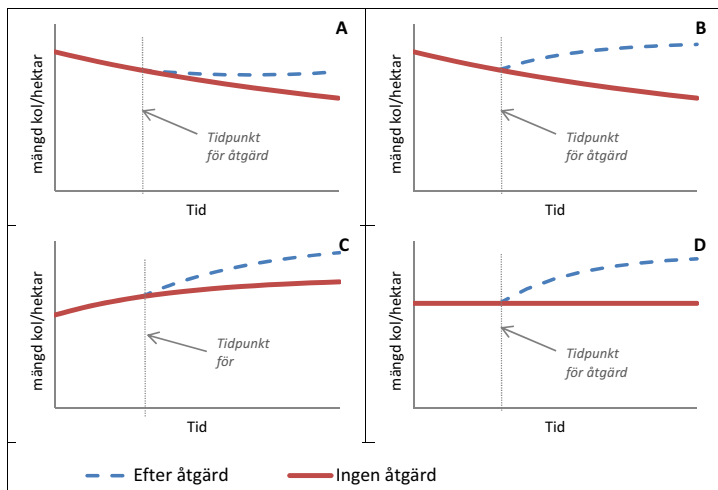 A
mängd kol/hektar
Tidpunkt
för åtgärd
Tid
B
mängd kol/hektar
Tidpunkt
för åtgärd
Tid
C
mängd kol/hektar
Tidpunkt
för
Tid
D
mängd kol/hektar
Tidpunkt
för åtgärd
Tid
Efter åtgärd Ingen åtgärd